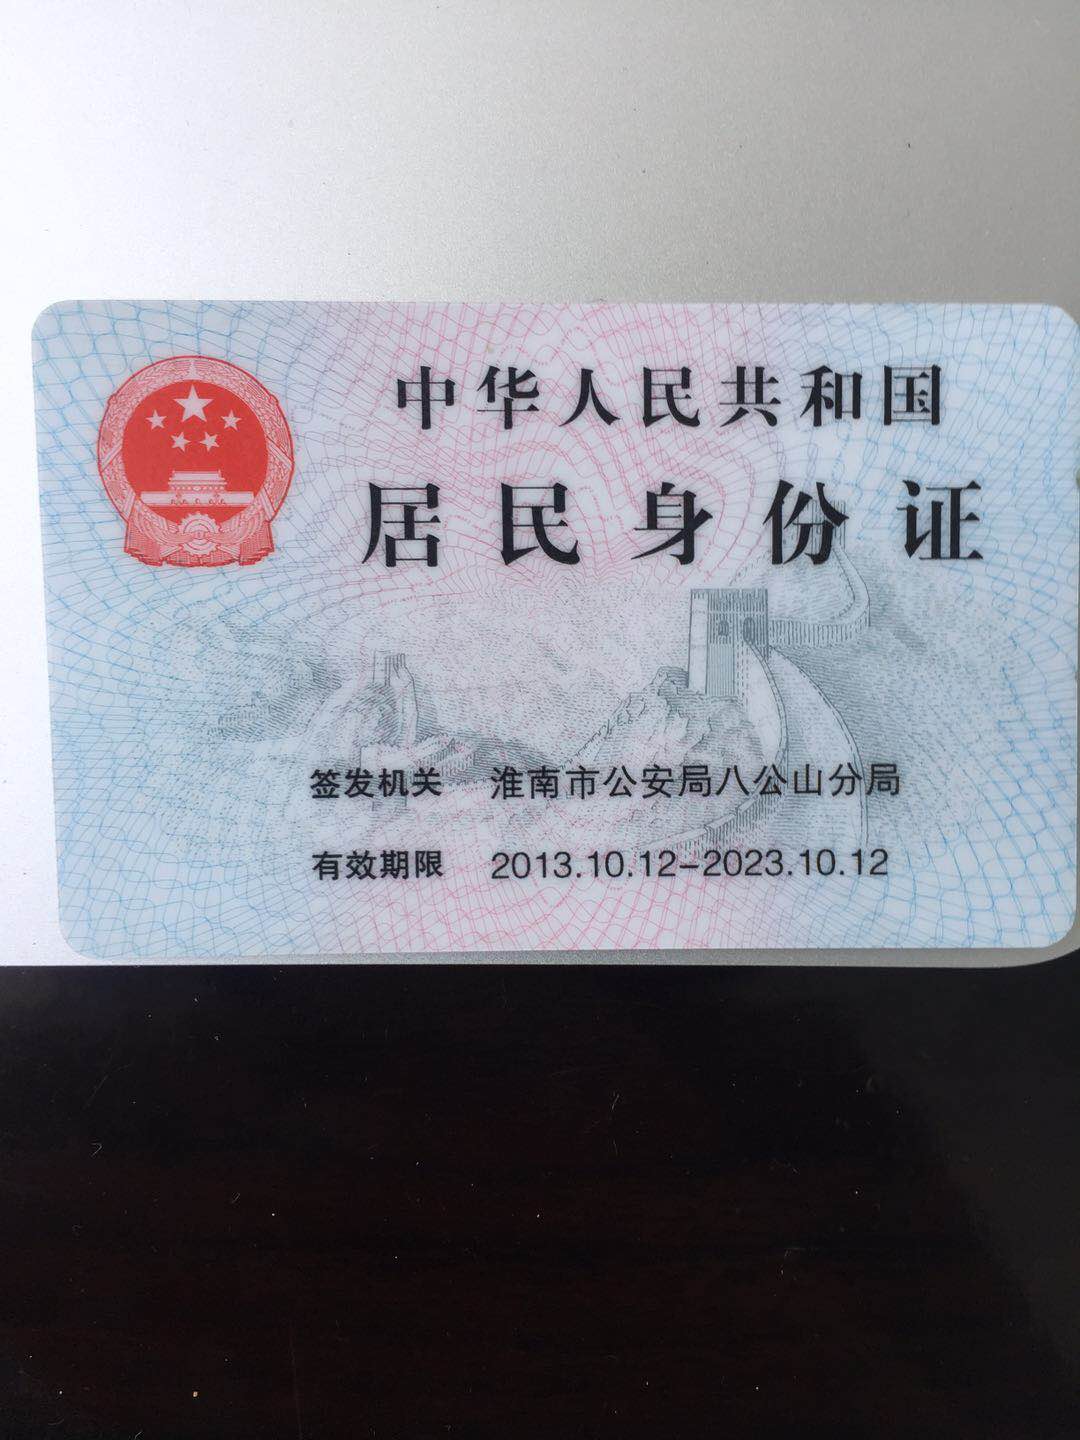 中华人民共和国
居民身份证
签发机关 淮南市公安局八公山分局
有效期限 2013.10.12-2023.10.12